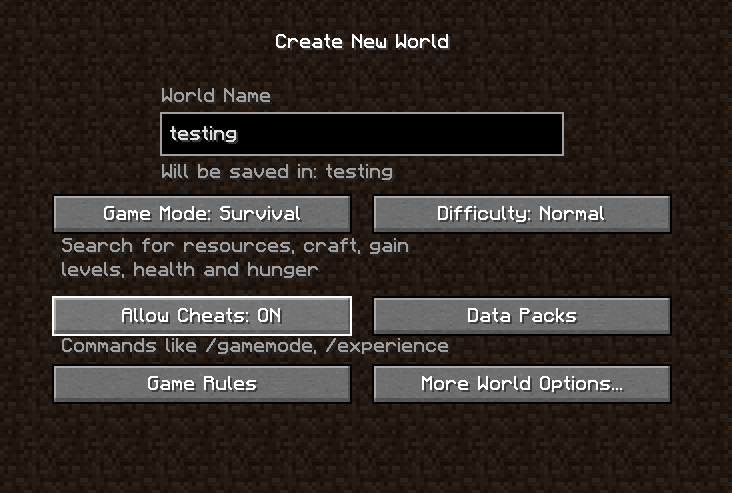 Create New World
World Name
testing
Will be saved in: testing
Game Mode: Survival
Difficulty: Normal
Search for resources, craft, gain
levels, health and hunger
Allow Cheats: ON
Data Packs
Commands like /gamemode, /experience
Game Rules
More World Options...